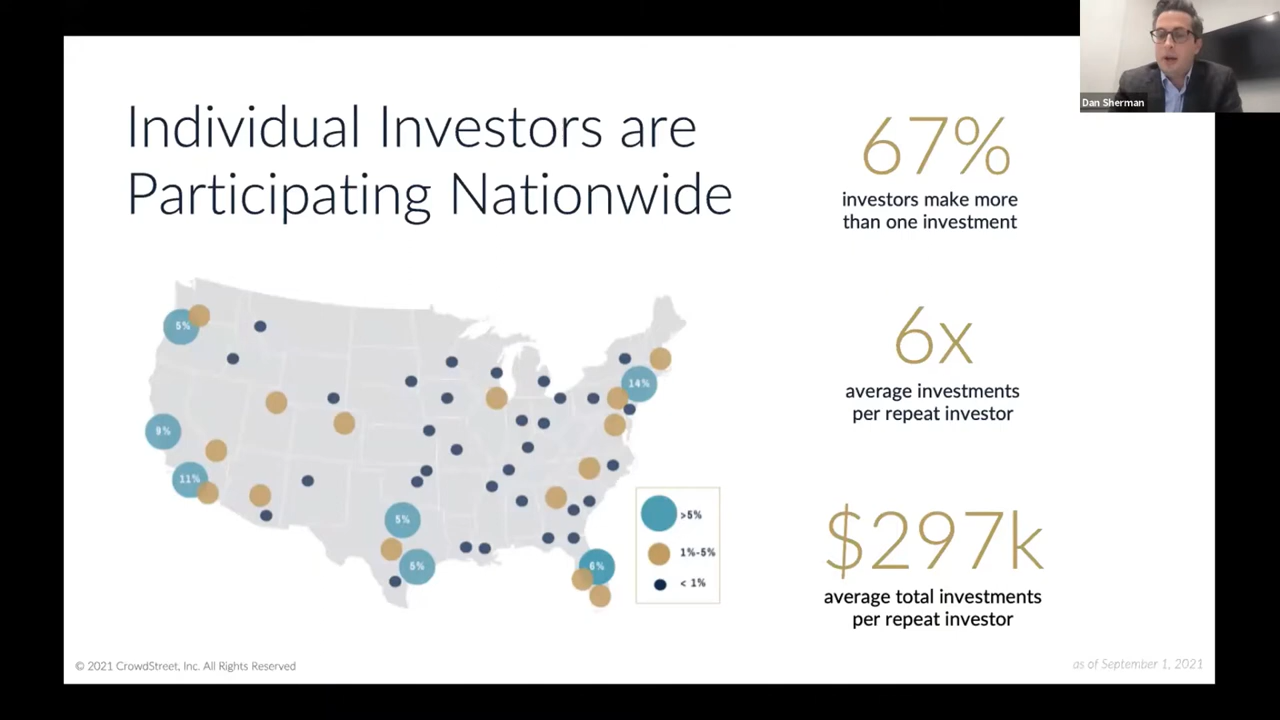 Dan Sherman
Individual Investors are
Participating Nationwide
67%
investors make more
than one investment
6x
average investments
per repeat investor
$297k
average total investments
per repeat investor
5%
14%
9%
11%
5%
5%
6%
>5%
1%-5%
< 1%
© 2021 CrowdStreet, Inc. All Rights Reserved
as of September 1, 2021